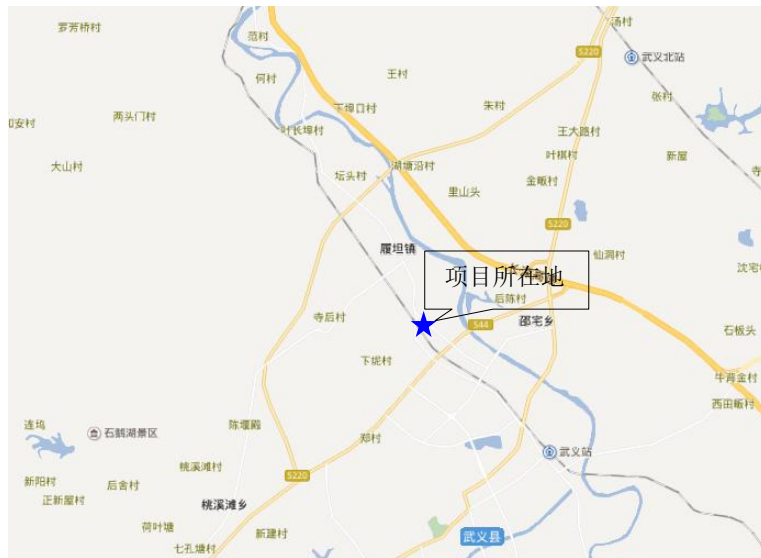 汤村
罗芳桥村
范村
S220
武义北站
何村
王村
张村
下埠口村
朱村
两头门村
和安村
叶长埠村
王大路村
叶棋村
新屋
大山村
湖塘沿村
坛头村
金畈村
里山头
寺
S220
履坦镇
仙洞村
沈宅
项目所在地
后陈村
寺后村
S44
邵宅乡
石板头
下坭村
牛背金村
西田畈村
连坞
石鹅湖景区
陈堰殿
郑村
武义站
桃溪滩村
S220
新阳村
后舍村
正新屋村
桃溪滩乡
荷叶塘
新建村
武义县
七孔塘村